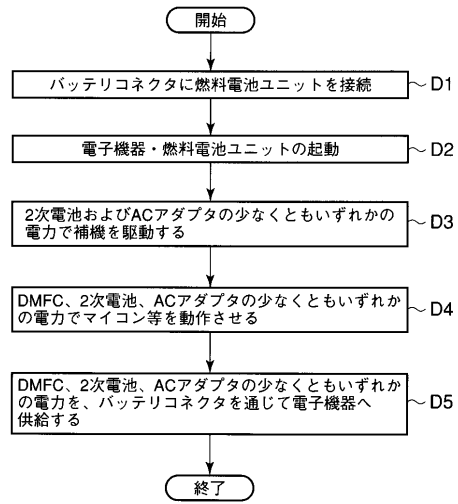 開始
バッテリコネクタに燃料電池ユニットを接続
D1
電子機器・燃料電池ユニットの起動
D2
2次電池およびACアダプタの少なくともいずれかの
電力で補機を駆動する
D3
DMFC、2次電池、ACアダプタの少なくともいずれか
の電力でマイコン等を動作させる
D4
DMFC、2次電池、ACアダプタの少なくともいずれか
の電力を、バッテリコネクタを通じて電子機器へ
供給する
D5
終了